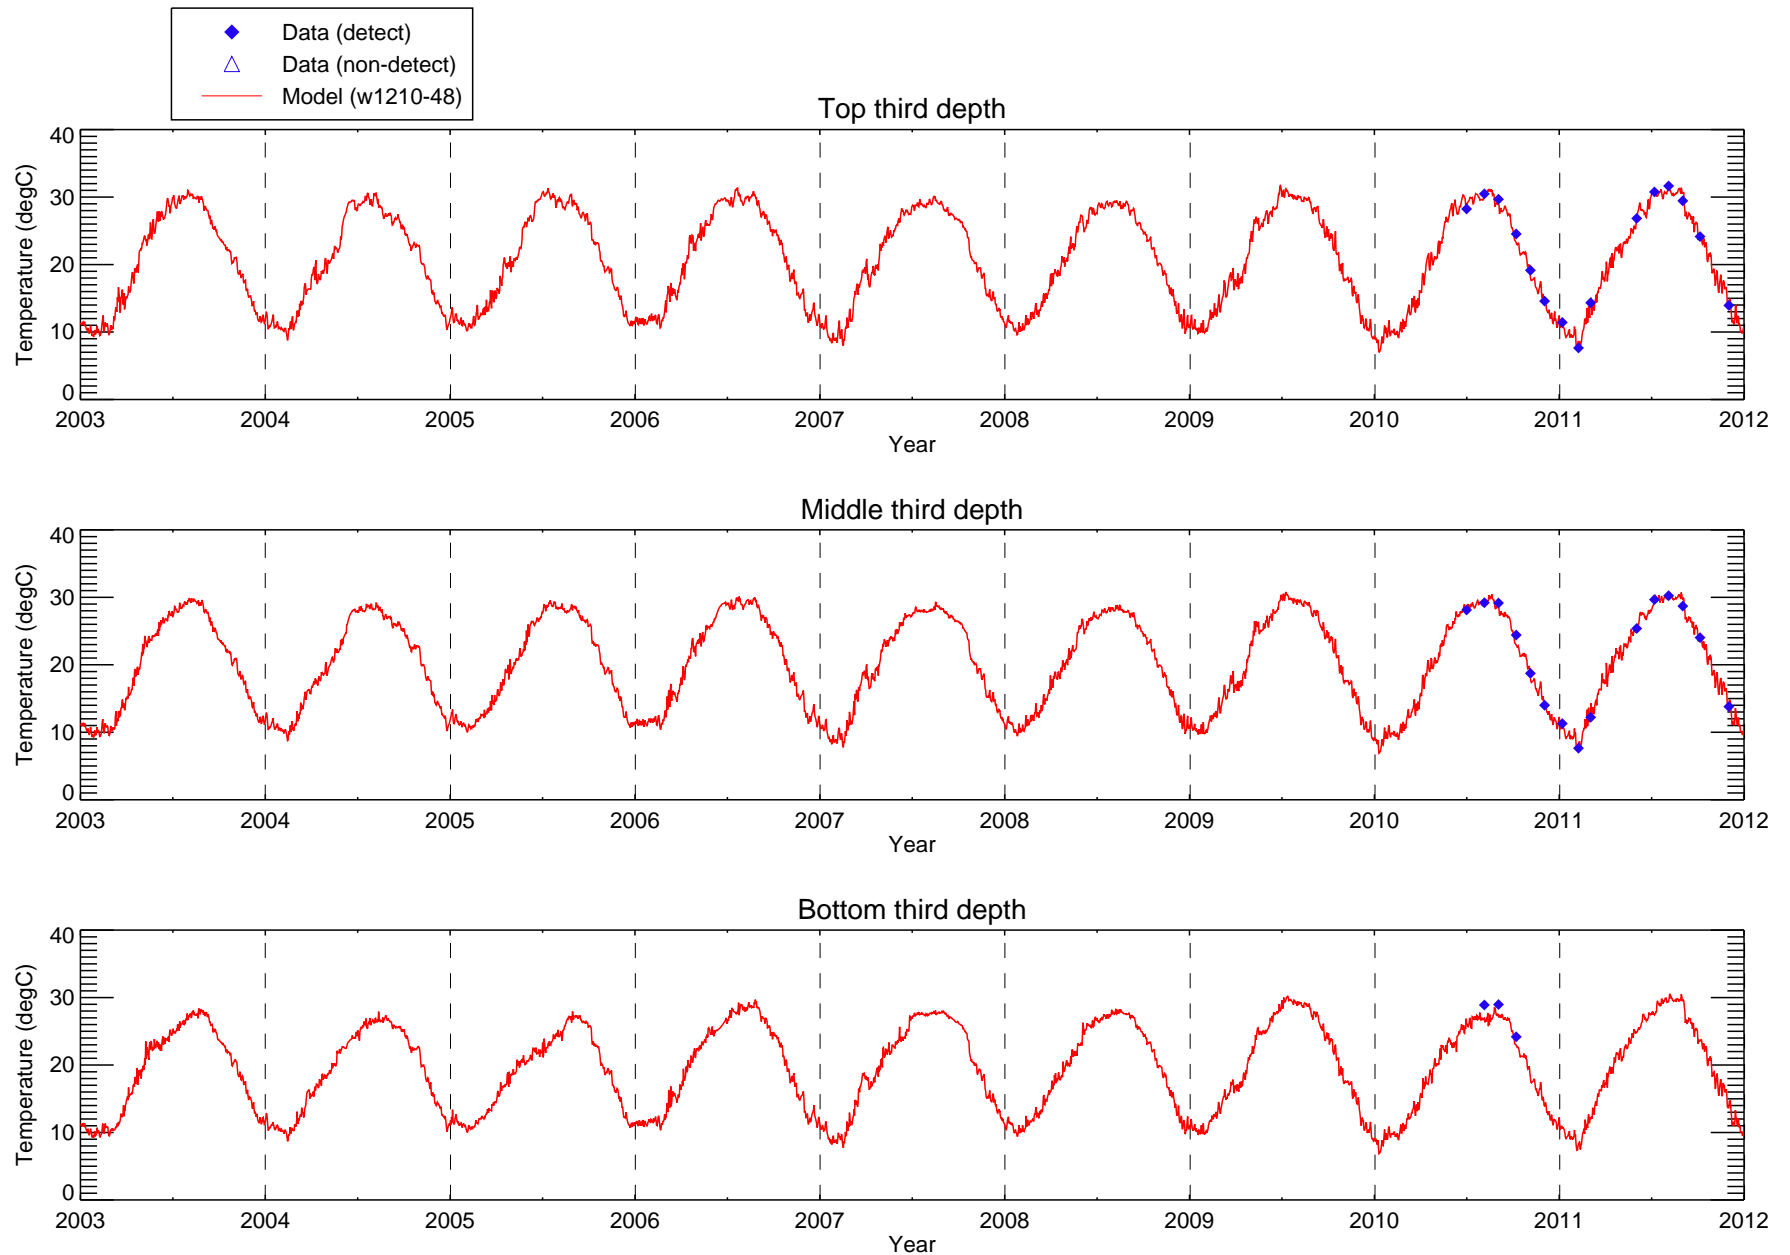 Data (detect)
Data (non-detect)
Model (w1210-48)
Top third depth
Temperature (degC)
40
30
20
10
0
2003 2004 2005 2006 2007 2008 2009 2010 2011 2012
Year
Middle third depth
Temperature (degC)
40
30
20
10
0
2003 2004 2005 2006 2007 2008 2009 2010 2011 2012
Year
Bottom third depth
Temperature (degC)
40
30
20
10
0
2003 2004 2005 2006 2007 2008 2009 2010 2011 2012
Year